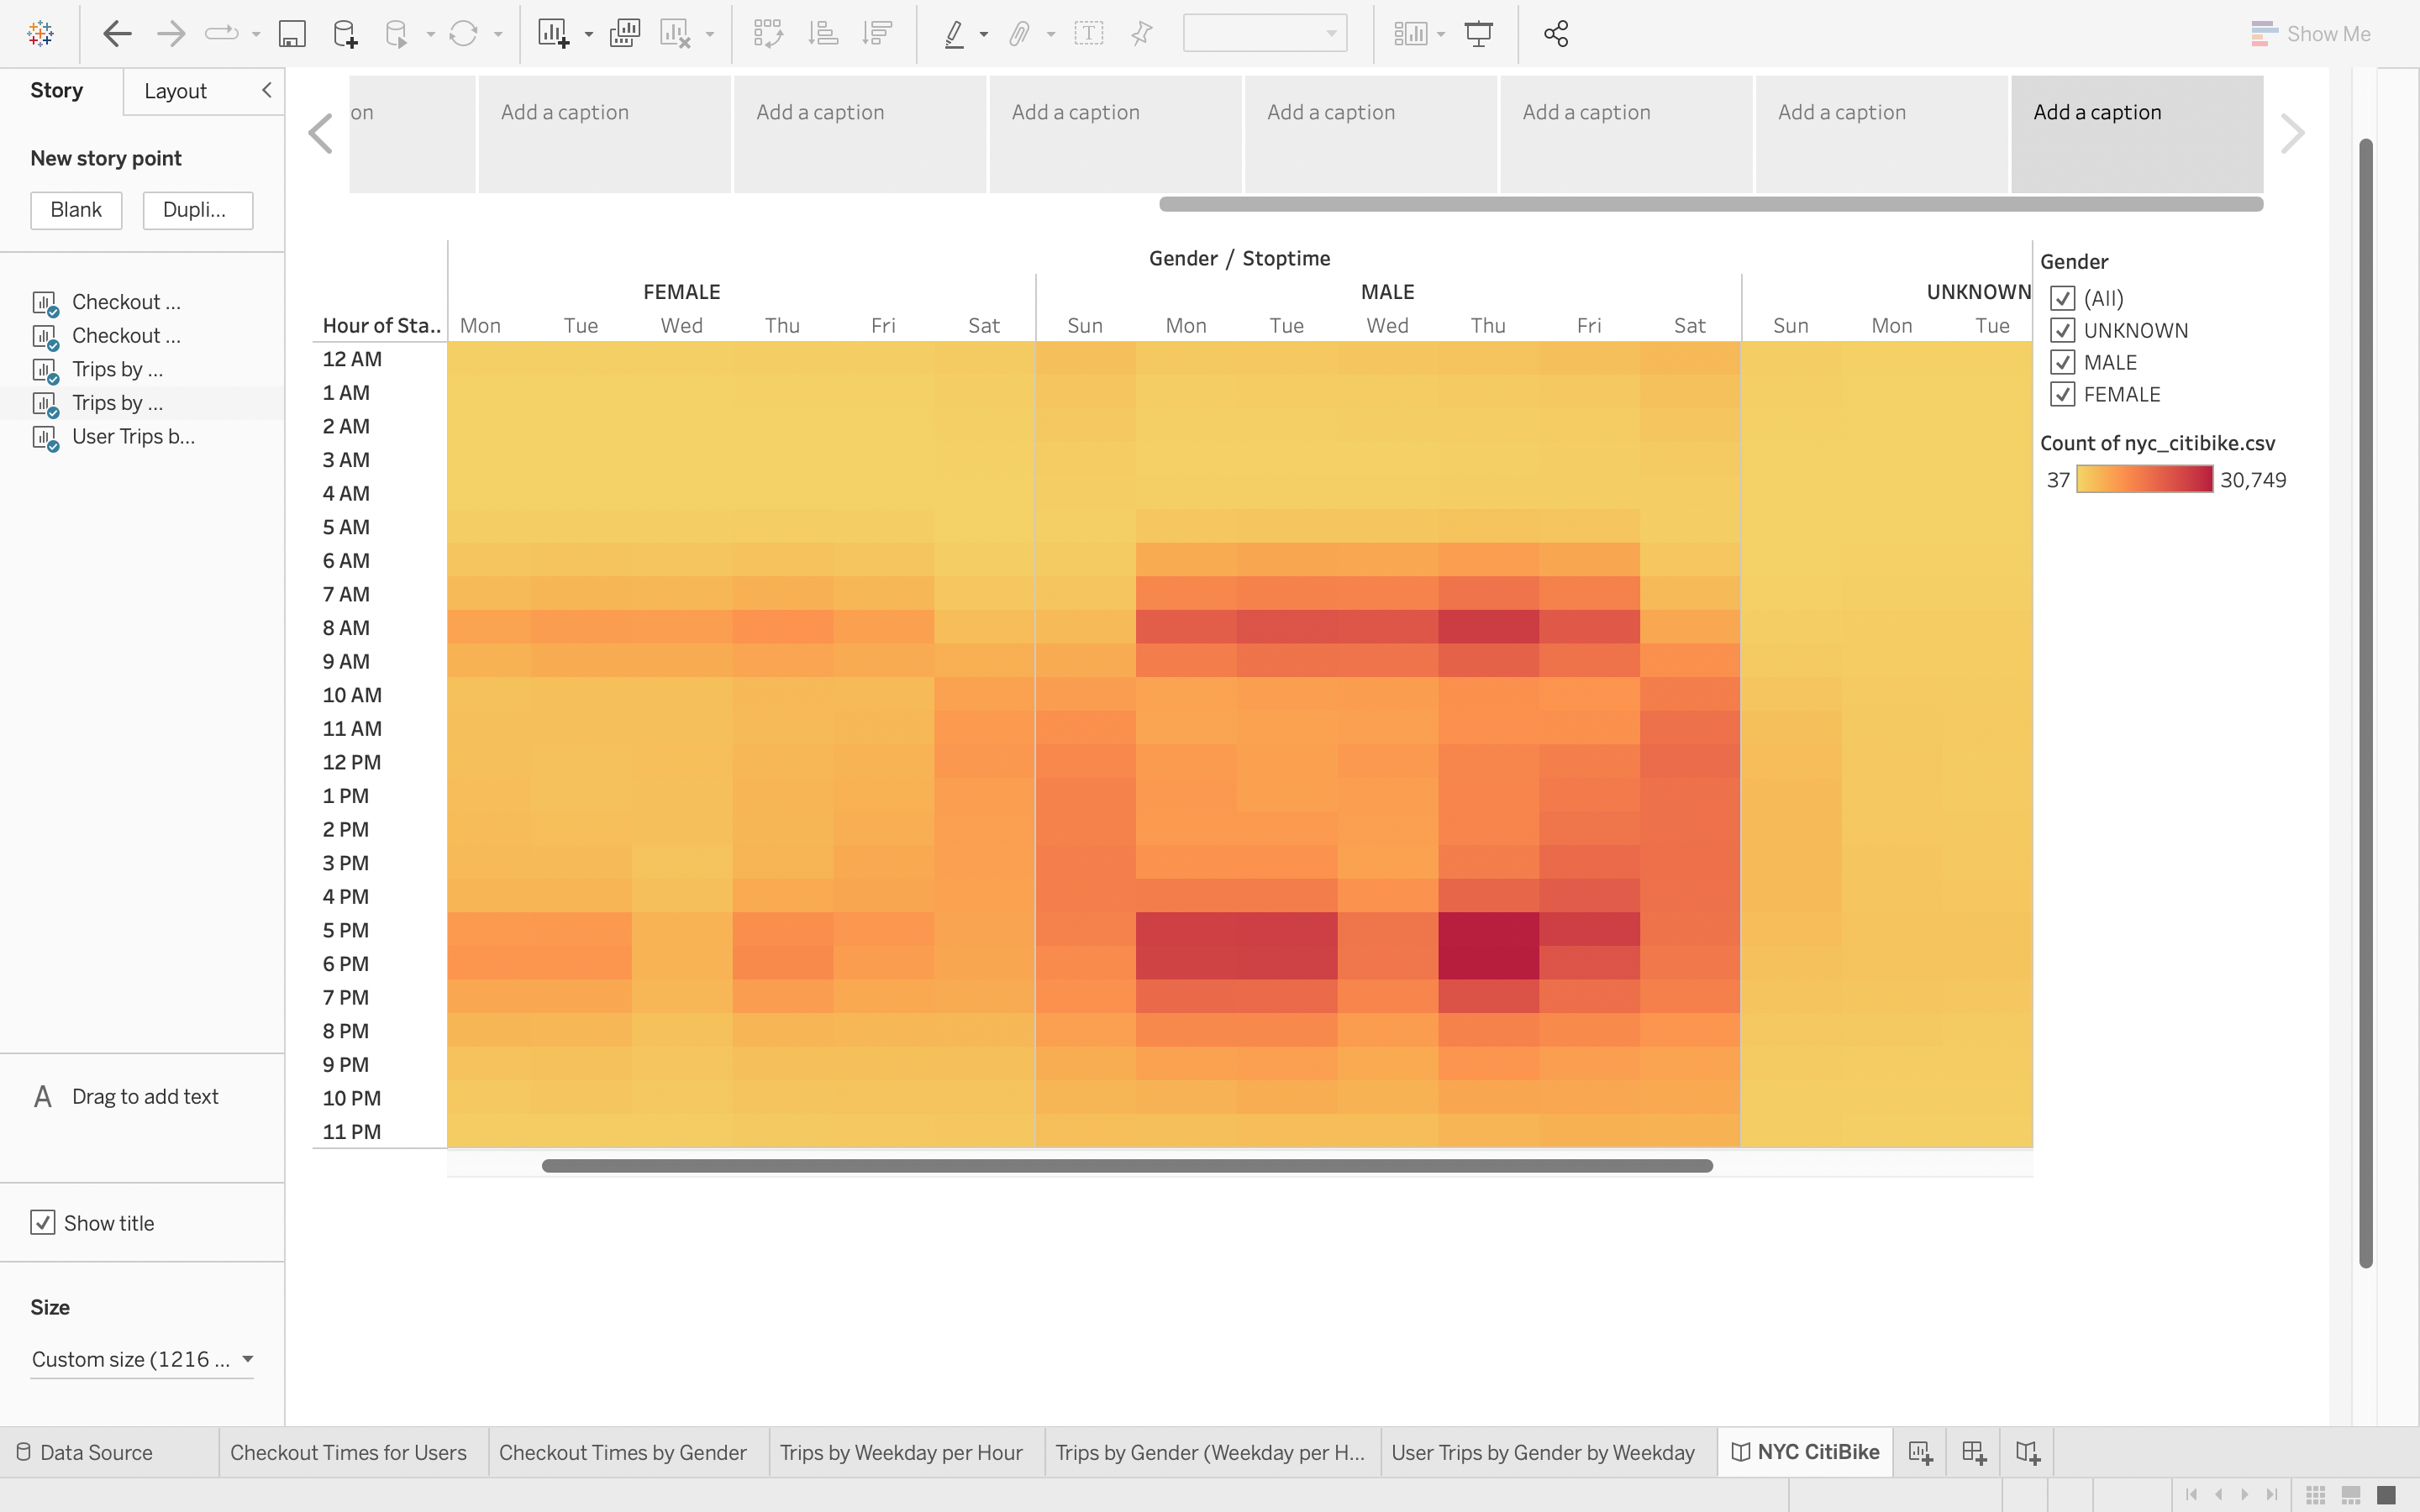 Show Me
Story
Layout
on
Add a caption
Add a caption
Add a caption
Add a caption
Add a caption
Add a caption
Add a caption
New story point
Blank
Dupli...
Checkout ...
Checkout ...
Trips by ...
Trips by ...
User Trips b...
Gender / Stoptime
FEMALE MALE UNKNOWN
Hour of Sta.. Mon Tue Wed Thu Fri Sat Sun Mon Tue Wed Thu Fri Sat Sun Mon Tue
12 AM
1 AM
2 AM
3 AM
4 AM
5 AM
6 AM
7 AM
8 AM
9 AM
10 AM
11 AM
12 PM
1 PM
2 PM
3 PM
4 PM
5 PM
6 PM
7 PM
8 PM
9 PM
10 PM
11 PM
Gender
(All)
UNKNOWN
MALE
FEMALE
Count of nyc_citibike.csv
37 30,749
A Drag to add text
Show title
Size
Custom size (1216 ...
Data Source
Checkout Times for Users
Checkout Times by Gender
Trips by Weekday per Hour
Trips by Gender (Weekday per H...
User Trips by Gender by Weekday
NYC CitiBike